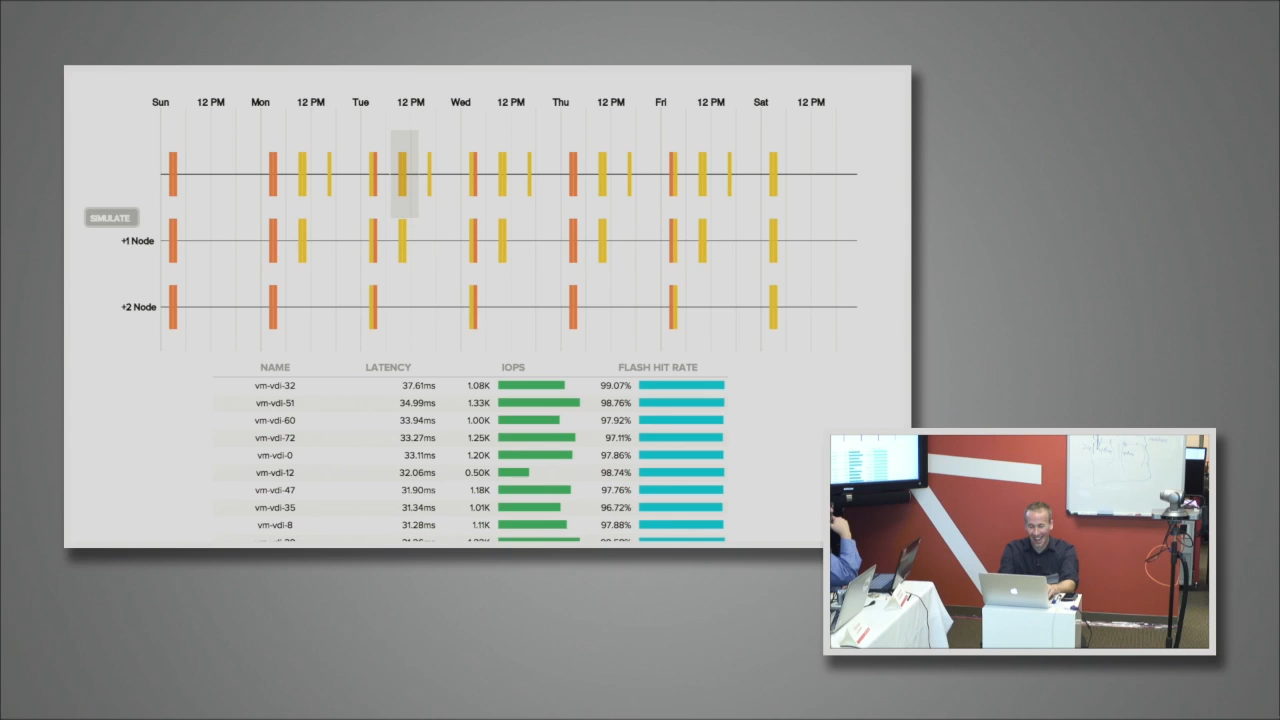 Sun 12 PM Mon 12 PM Tue 12 PM Wed 12 PM Thu 12 PM Fri 12 PM Sat 12 PM
SIMULATE
+1 Node
+2 Node
NAME LATENCY IOPS FLASH HIT RATE
vm-vdi-32 37.61ms 1.08K 99.07%
vm-vdi-51 34.99ms 1.33K 98.76%
vm-vdi-60 33.94ms 1.00K 97.92%
vm-vdi-72 33.27ms 1.25K 97.11%
vm-vdi-0 33.11ms 1.20K 97.86%
vm-vdi-12 32.06ms 0.50K 98.74%
vm-vdi-47 31.90ms 1.18K 97.76%
vm-vdi-35 31.34ms 1.01K 96.72%
vm-vdi-8 31.28ms 1.11K 97.88%